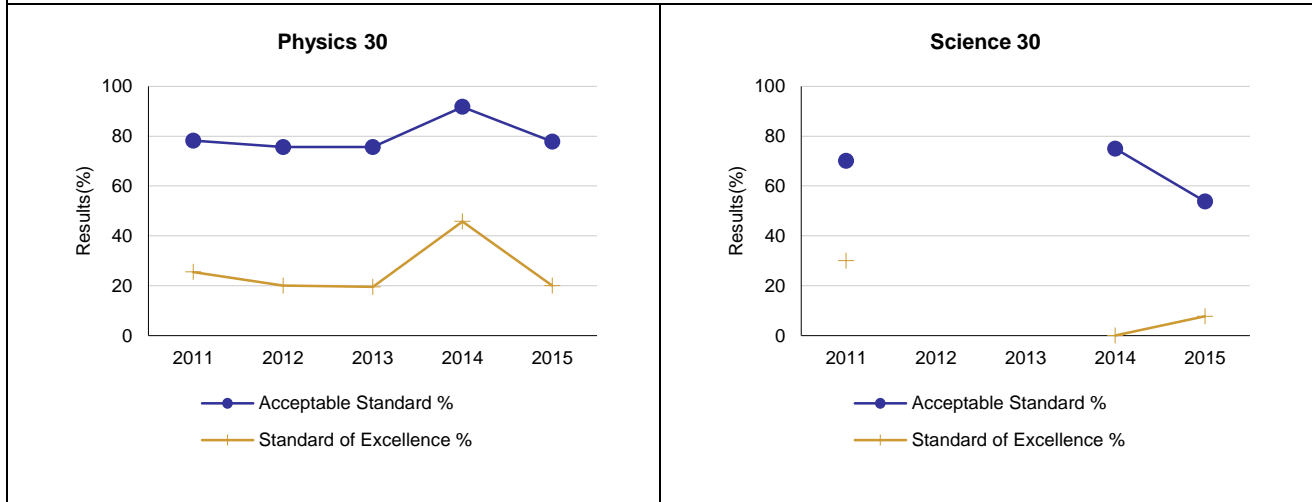 Physics 30
Results(%)
100
80
60
40
20
0
2011 2012 2013 2014 2015
Acceptable Standard %
Standard of Excellence %
Science 30
Results(%)
100
80
60
40
20
0
2011 2012 2013 2014 2015
Acceptable Standard %
Standard of Excellence %